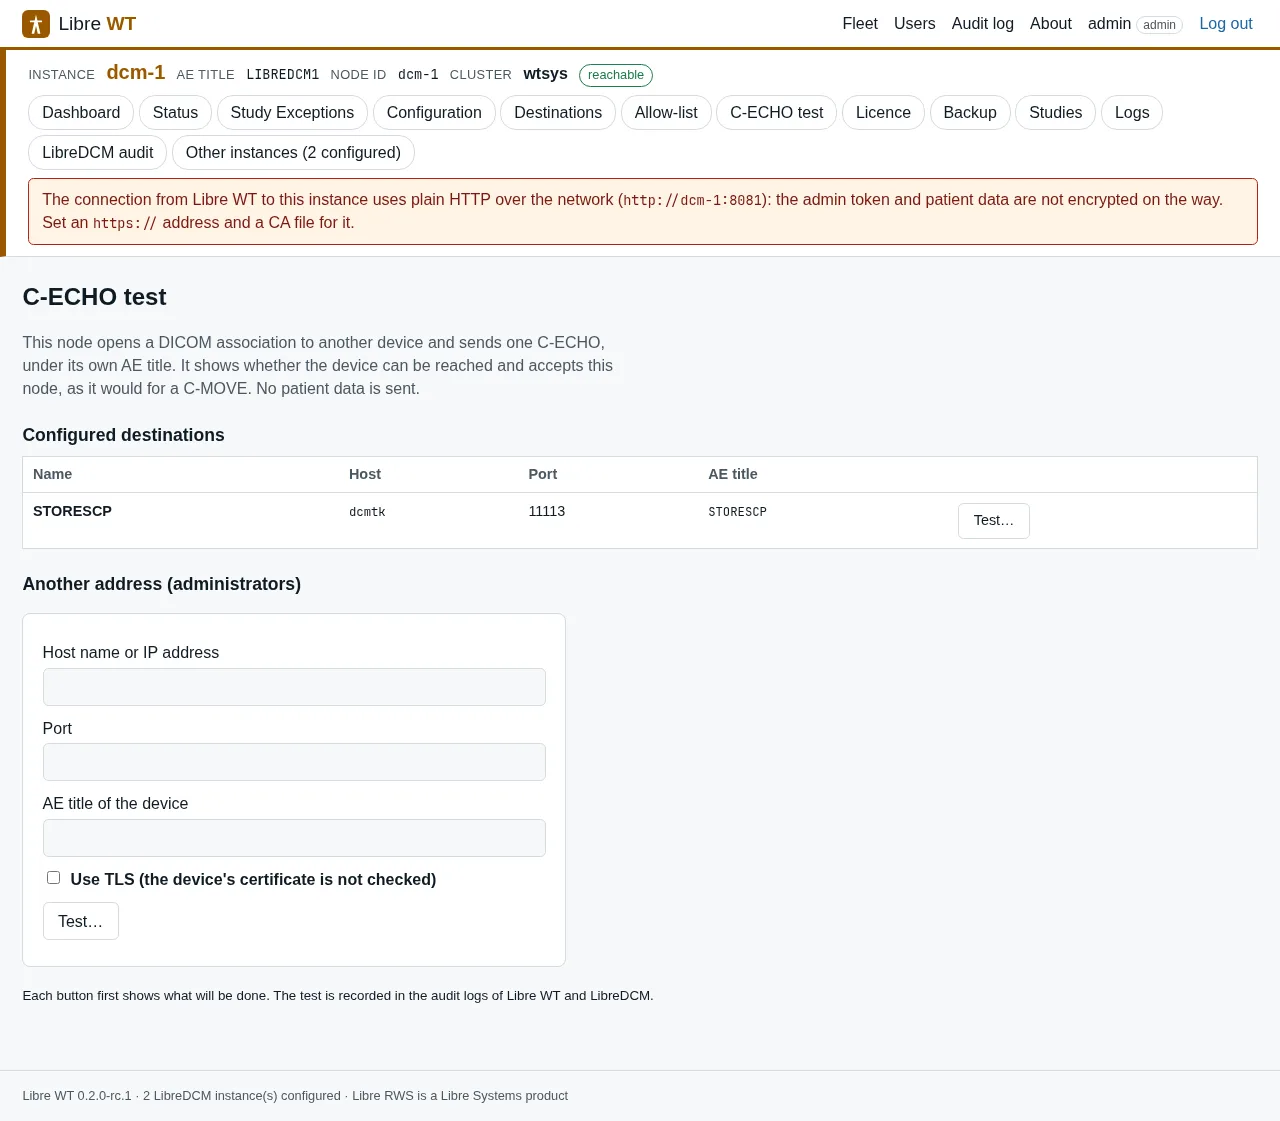 Libre WT
Fleet Users Audit log About admin admin Log out
INSTANCE dcm-1 AE TITLE LIBREDCM1 NODE ID dcm-1 CLUSTER wtsys reachable
Dashboard Status Study Exceptions Configuration Destinations Allow-list C-ECHO test Licence Backup Studies Logs
LibreDCM audit Other instances (2 configured)
The connection from Libre WT to this instance uses plain HTTP over the network (http://dcm-1:8081): the admin token and patient data are not encrypted on the way.
Set an https:// address and a CA file for it.
C-ECHO test
This node opens a DICOM association to another device and sends one C-ECHO,
under its own AE title. It shows whether the device can be reached and accepts this
node, as it would for a C-MOVE. No patient data is sent.
Configured destinations
Name Host Port AE title
STORESCP dcmtk 11113 STORESCP Test…
Another address (administrators)
Host name or IP address
Port
AE title of the device
Use TLS (the device's certificate is not checked)
Test…
Each button first shows what will be done. The test is recorded in the audit logs of Libre WT and LibreDCM.
Libre WT 0.2.0-rc.1 · 2 LibreDCM instance(s) configured · Libre RWS is a Libre Systems product